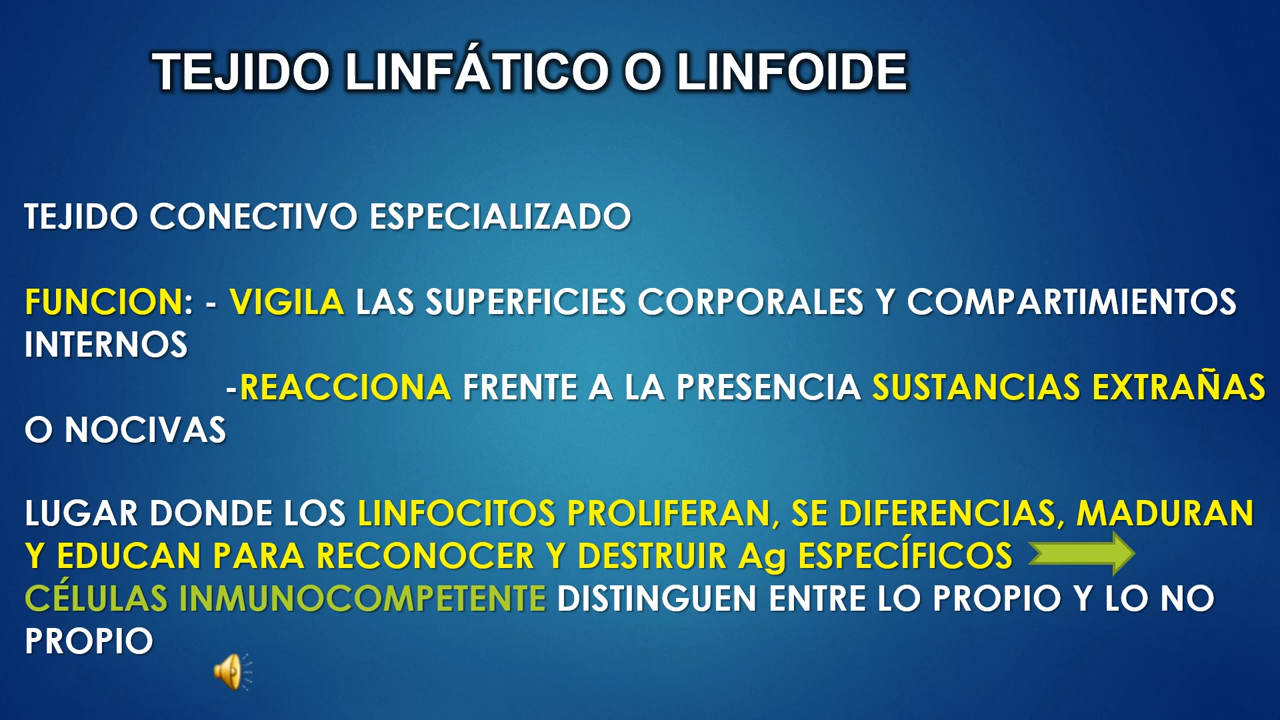 TEJIDO LINFÁTICO O LINFOIDE
TEJIDO CONECTIVO ESPECIALIZADO
FUNCION: - VIGILA LAS SUPERFICIES CORPORALES Y COMPARTIMIENTOS
INTERNOS
-REACCIONA FRENTE A LA PRESENCIA SUSTANCIAS EXTRAÑAS
O NOCIVAS
LUGAR DONDE LOS LINFOCITOS PROLIFERAN, SE DIFERENCIAS, MADURAN
Y EDUCAN PARA RECONOCER Y DESTRUIR Ag ESPECÍFICOS
CÉLULAS INMUNOCOMPETENTE DISTINGUEN ENTRE LO PROPIO Y LO NO
PROPIO